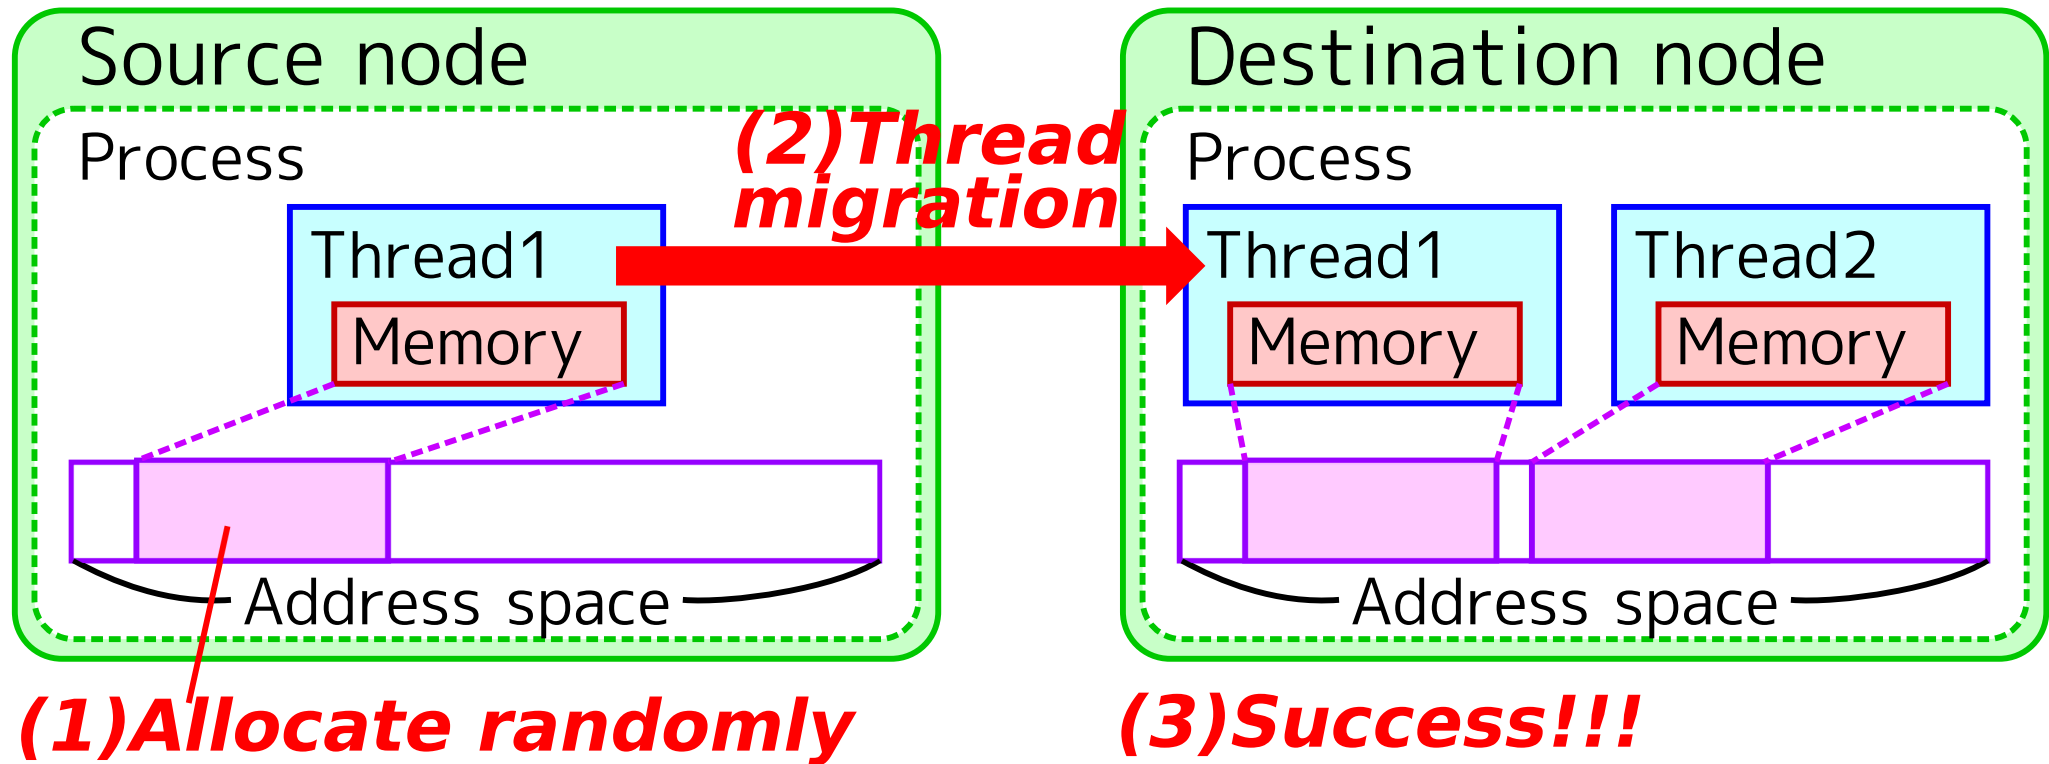 Source node
Process
Thread1
Memory
Address space
(1)Allocate randomly
(2)Thread
migration
Destination node
Process
Thread1
Memory
Thread2
Memory
Address space
(3)Success!!!